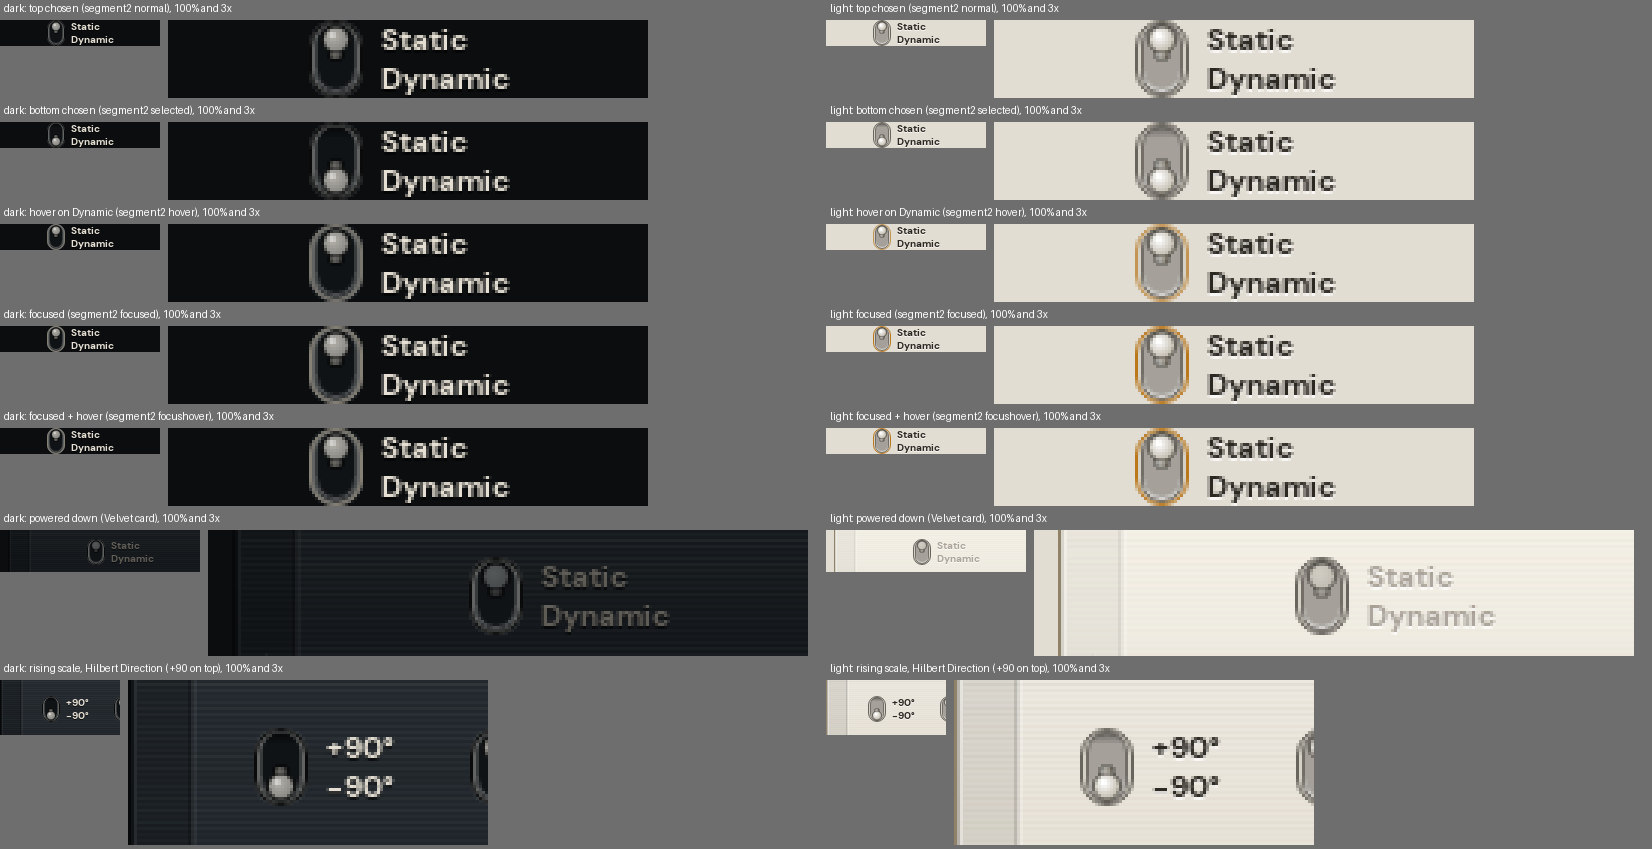 dark: top chosen (segment2 normal), 100% and 3x
Static
Dynamic
Static
Dynamic
light: top chosen (segment2 normal), 100% and 3x
Static
Dynamic
Static
Dynamic
dark: bottom chosen (segment2 selected), 100% and 3x
Static
Dynamic
Static
Dynamic
light: bottom chosen (segment2 selected), 100% and 3x
Static
Dynamic
Static
Dynamic
dark: hover on Dynamic (segment2 hover), 100% and 3x
Static
Dynamic
Static
Dynamic
light: hover on Dynamic (segment2 hover), 100% and 3x
Static
Dynamic
Static
Dynamic
dark: focused (segment2 focused), 100% and 3x
Static
Dynamic
Static
Dynamic
light: focused (segment2 focused), 100% and 3x
Static
Dynamic
Static
Dynamic
dark: focused + hover (segment2 focushover), 100% and 3x
Static
Dynamic
Static
Dynamic
light: focused + hover (segment2 focushover), 100% and 3x
Static
Dynamic
Static
Dynamic
dark: powered down (Velvet card), 100% and 3x
Static
Dynamic
Static
Dynamic
light: powered down (Velvet card), 100% and 3x
Static
Dynamic
Static
Dynamic
dark: rising scale, Hilbert Direction (+90 on top), 100% and 3x
+90°
−90°
+90°
−90°
light: rising scale, Hilbert Direction (+90 on top), 100% and 3x
+90°
−90°
+90°
−90°